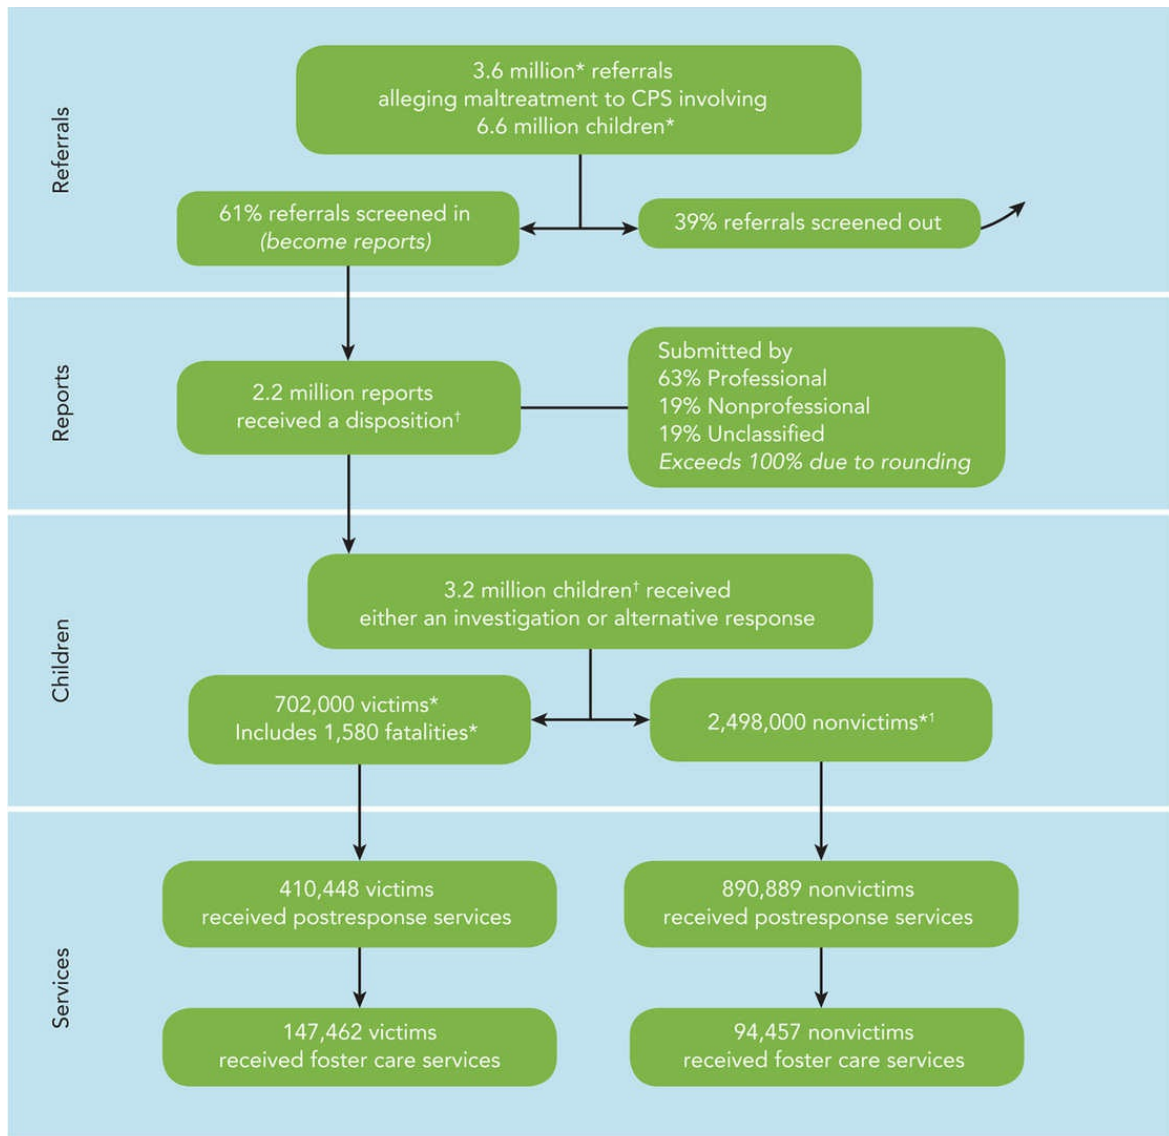 Referrals
3.6 million* referrals
alleging maltreatment to CPS involving
6.6 million children*
61% referrals screened in
(become reports)
39% referrals screened out
Reports
2.2 million reports
received a disposition†
Submitted by
63% Professional
19% Nonprofessional
19% Unclassified
Exceeds 100% due to rounding
Children
3.2 million children† received
either an investigation or alternative response
702,000 victims*
Includes 1,580 fatalities*
2,498,000 nonvictims*¹
Services
410,448 victims
received postresponse services
890,889 nonvictims
received postresponse services
147,462 victims
received foster care services
94,457 nonvictims
received foster care services